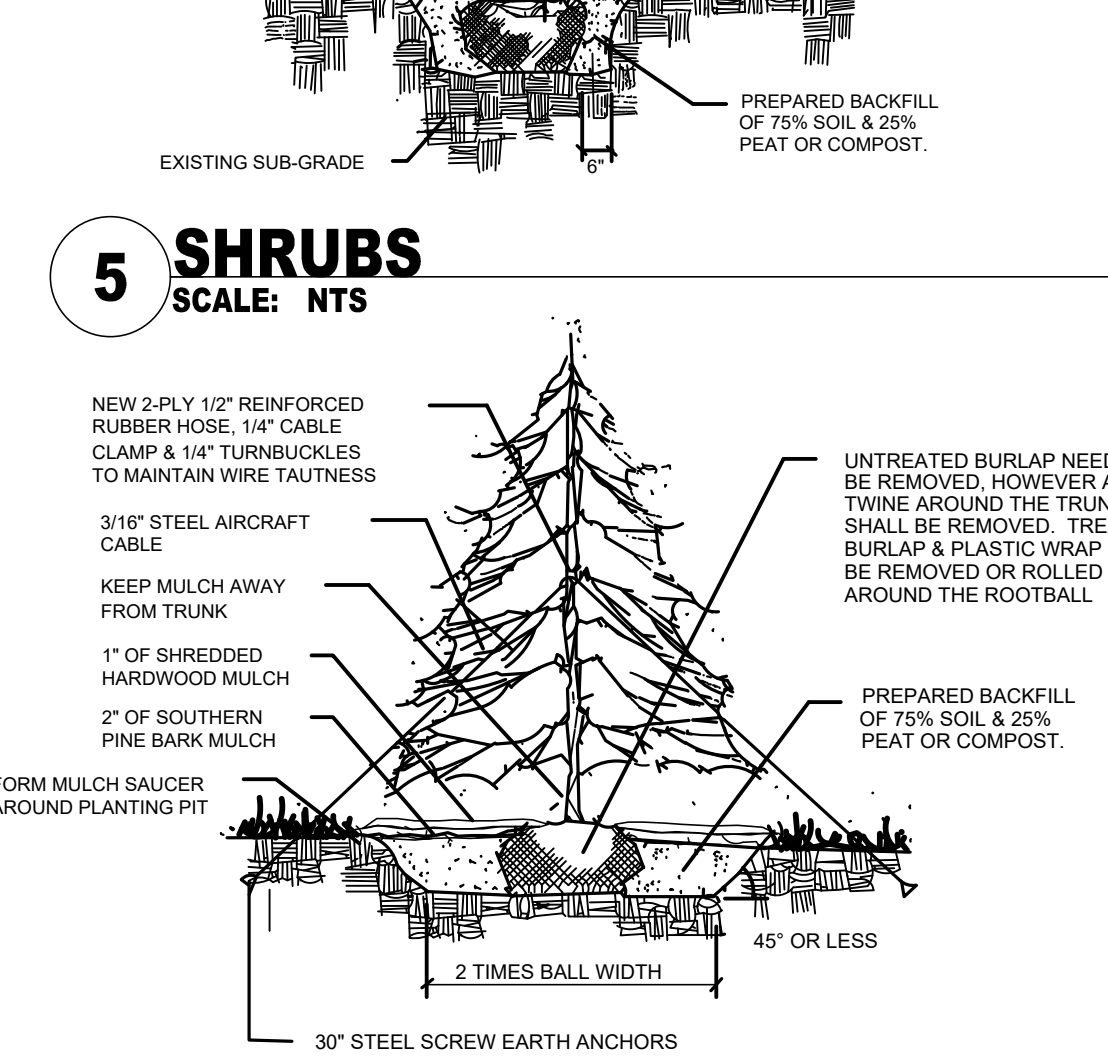 PREPARED BACKFILL
OF 75% SOIL & 25%
PEAT OR COMPOST.
EXISTING SUB-GRADE
6"
5
SHRUBS
SCALE: NTS
NEW 2-PLY 1/2" REINFORCED
RUBBER HOSE, 1/4" CABLE
CLAMP & 1/4" TURNBUCKLES
TO MAINTAIN WIRE TAUTNESS
3/16" STEEL AIRCRAFT
CABLE
KEEP MULCH AWAY
FROM TRUNK
1" OF SHREDDED
HARDWOOD MULCH
2" OF SOUTHERN
PINE BARK MULCH
FORM MULCH SAUCER
AROUND PLANTING PIT
UNTREATED BURLAP NEED
BE REMOVED, HOWEVER
TWINE AROUND THE
SHALL BE REMOVED.
BURLAP & PLASTIC WRAP
BE REMOVED OR ROLLED
AROUND THE ROOTBALL
PREPARED BACKFILL
OF 75% SOIL & 25%
PEAT OR COMPOST.
45° OR LESS
2 TIMES BALL WIDTH
30" STEEL SCREW EARTH ANCHORS